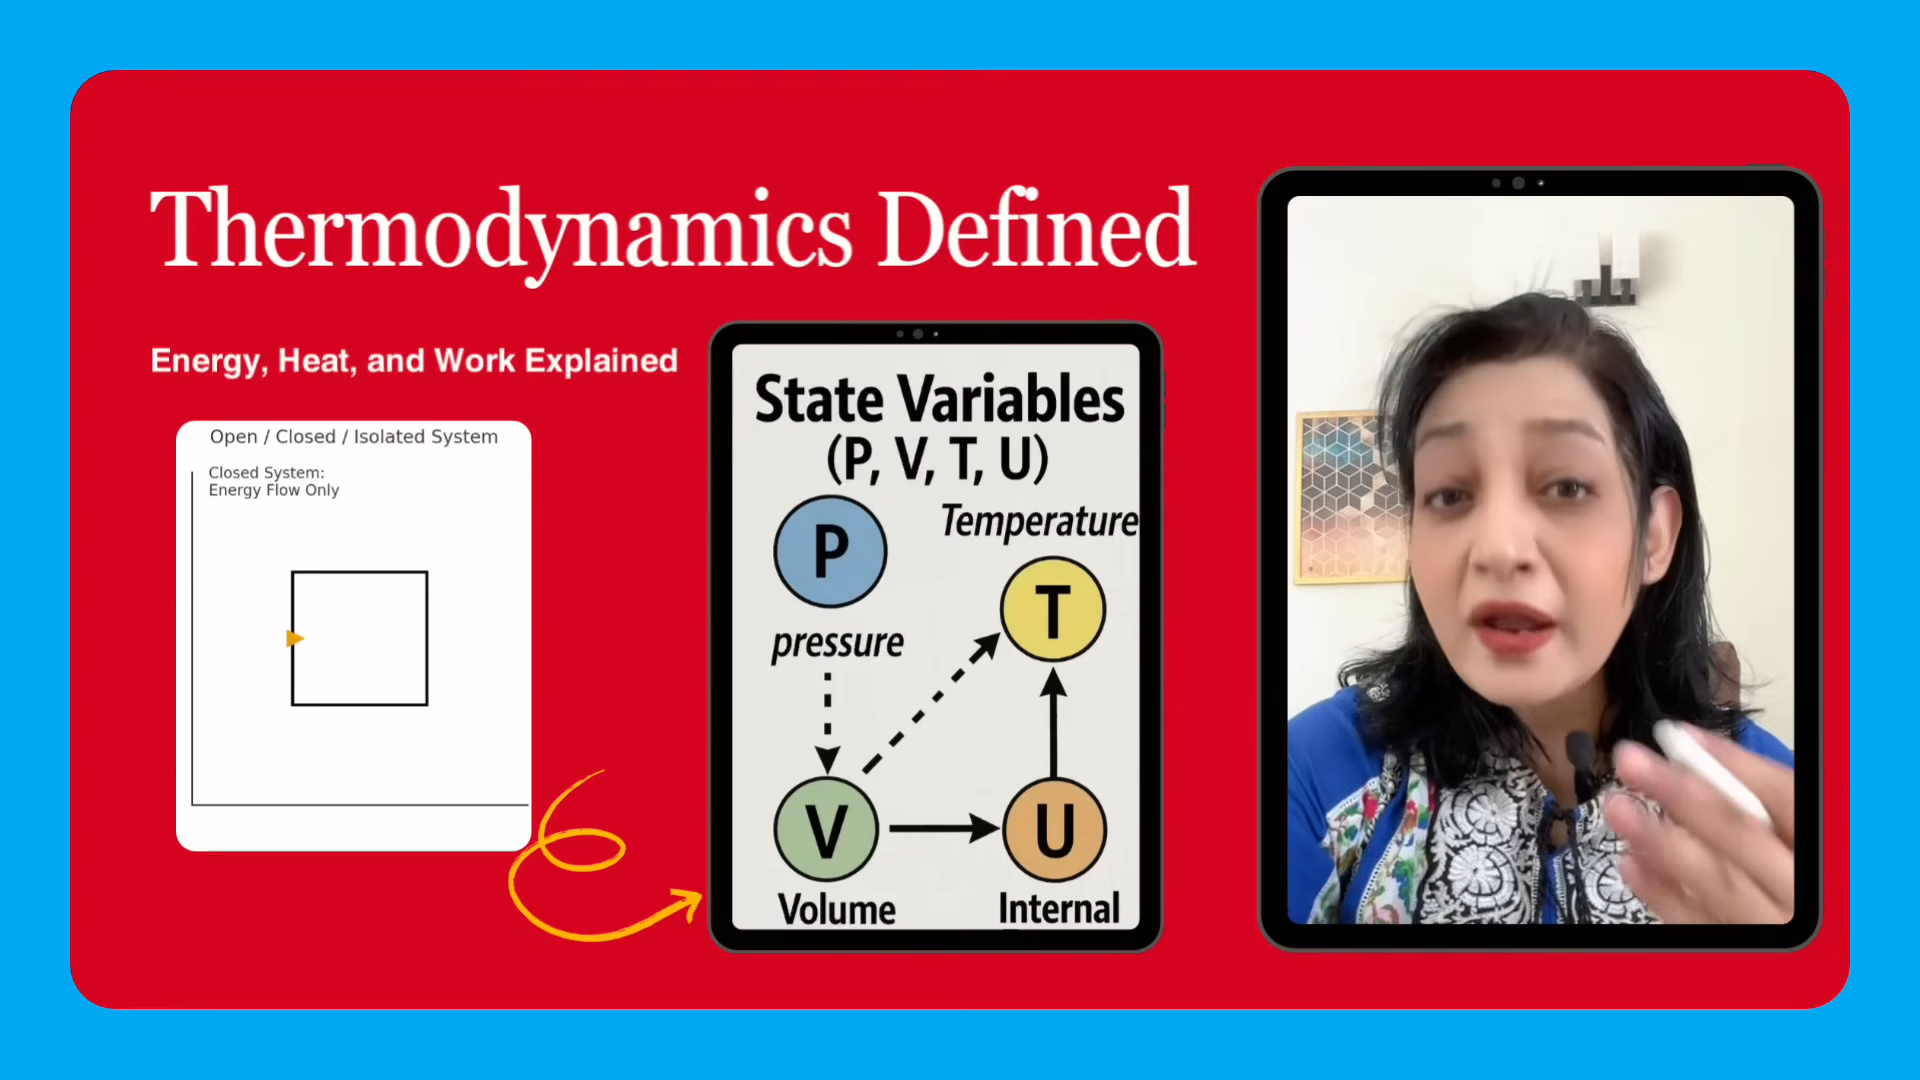 Thermodynamics Defined
Energy, Heat, and Work Explained
Open / Closed / Isolated System
Closed System:
Energy Flow Only
State Variables
(P, V, T, U)
P
Temperature
T
pressure
V
U
Volume
Internal